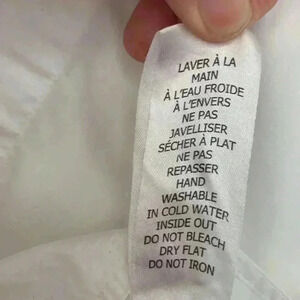 LAVER À LA
MAIN
À L'EAU FROIDE
À L'ENVERS
NE PAS
JAVELLISER
SÉCHER À PLAT
NE PAS
REPASSER
HAND
WASHABLE
IN COLD WATER
INSIDE OUT
DO NOT BLEACH
DRY FLAT
DO NOT IRON